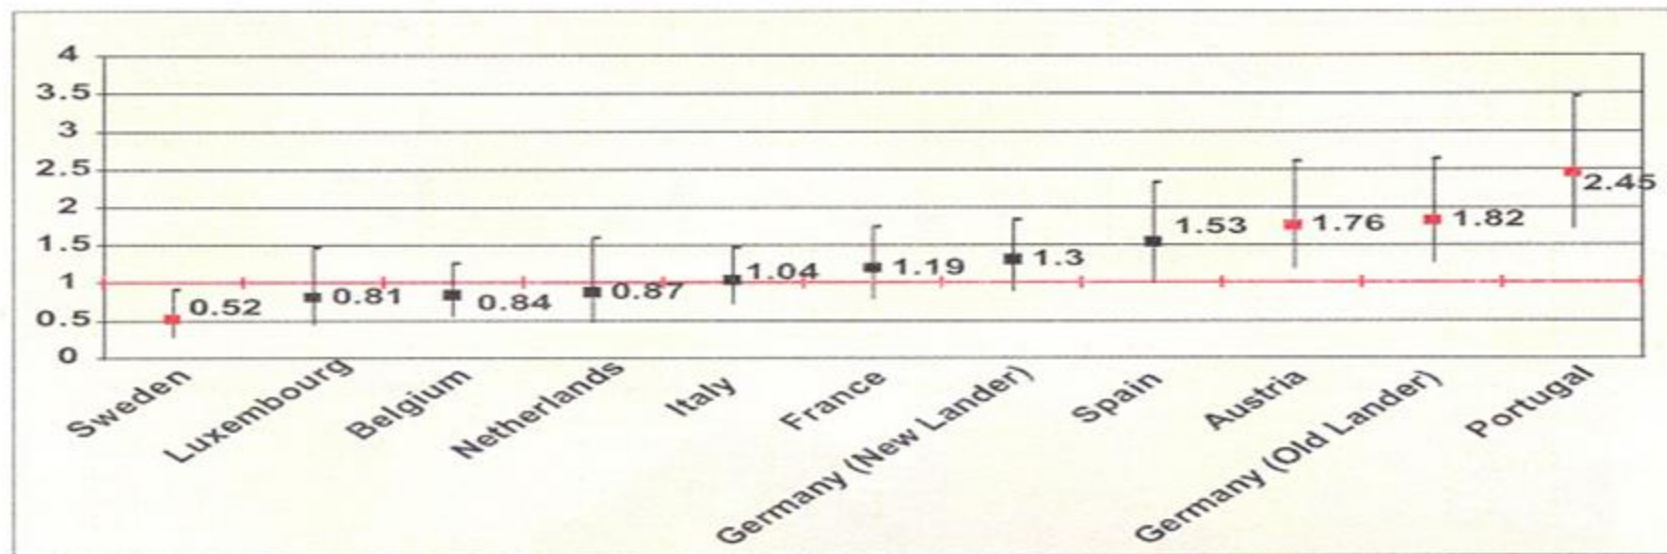 4
3.5
3
2.5
2
1.5
1
0.5
0
0.52
0.81
0.84
0.87
1.04
1.19
1.3
1.53
1.76
1.82
2.45
Sweden
Luxembourg
Belgium
Netherlands
Italy
France
Germany (New Lander)
Spain
Austria
Germany (Old Lander)
Portugal